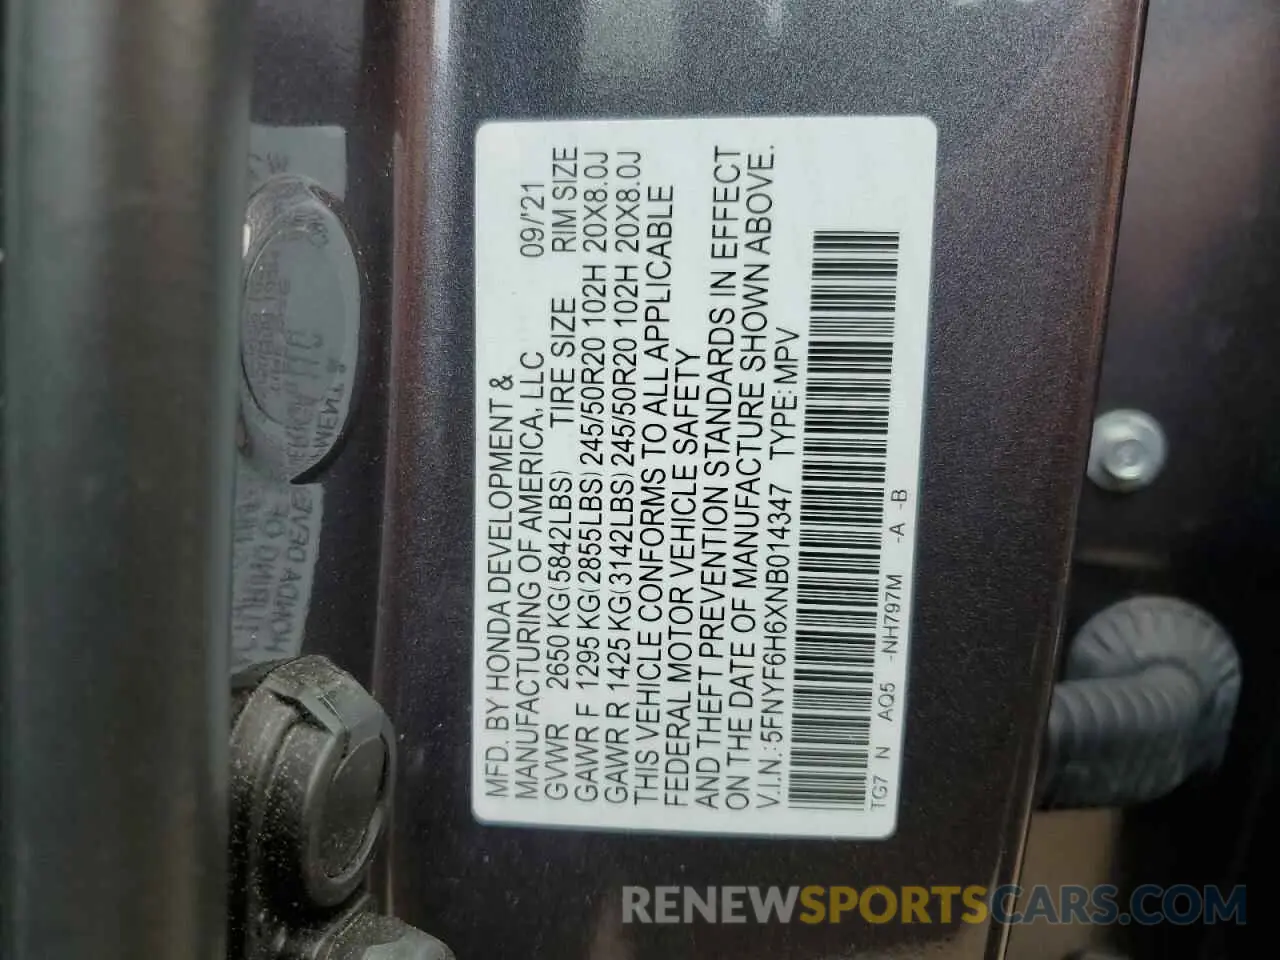 MFD. BY HONDA DEVELOPMENT &
MANUFACTURING OF AMERICA, LLC 09/'21
GVWR 2650 KG(5842LBS) TIRE SIZE RIM SIZE
GAWR F 1295 KG(2855LBS) 245/50R20 102H 20X8.0J
GAWR R 1425 KG(3142LBS) 245/50R20 102H 20X8.0J
THIS VEHICLE CONFORMS TO ALL APPLICABLE
FEDERAL MOTOR VEHICLE SAFETY
AND THEFT PREVENTION STANDARDS IN EFFECT
ON THE DATE OF MANUFACTURE SHOWN ABOVE.
V.I.N.: 5FNYF6H6XNB014347 TYPE: MPV
TG7 N AQ5 -NH797M -A -B
HONDA DEVE
RENEWSPORTSCARS.COM